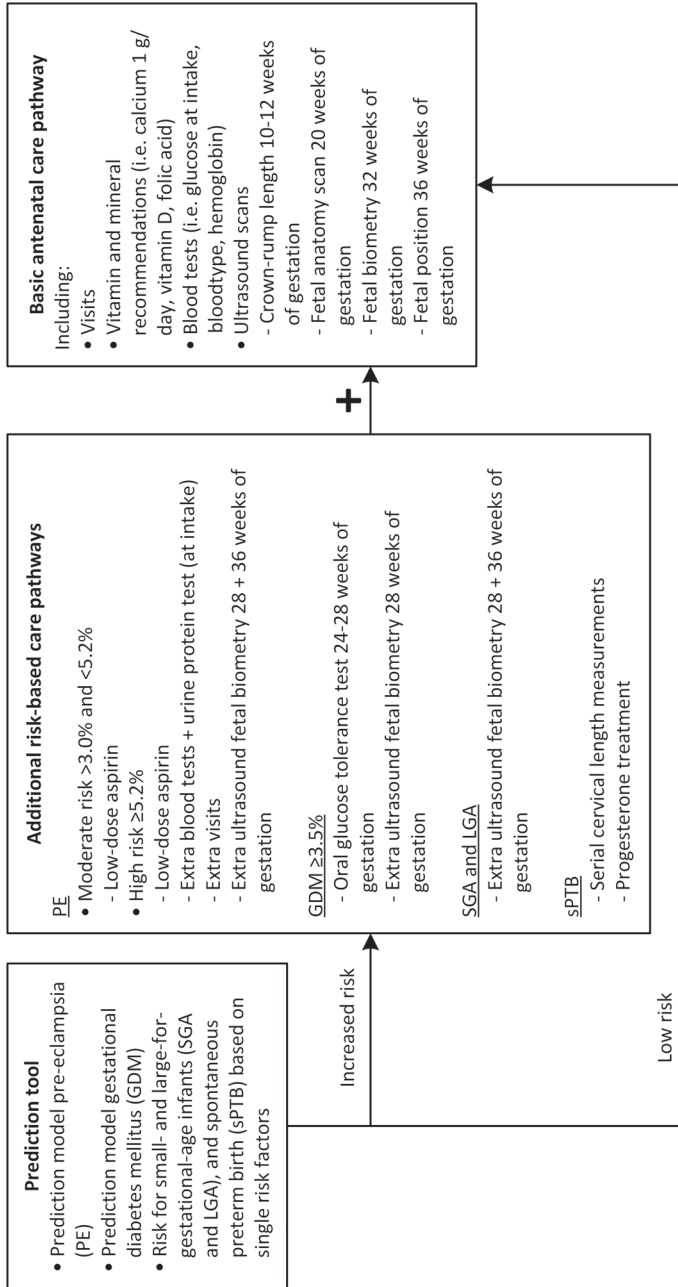 Prediction tool
• Prediction model pre-eclampsia
(PE)
• Prediction model gestational
diabetes mellitus (GDM)
• Risk for small- and large-for-
gestational-age infants (SGA
and LGA), and spontaneous
preterm birth (sPTB) based on
single risk factors
Increased risk
Low risk
Additional risk-based care pathways
PE
• Moderate risk >3.0% and <5.2%
- Low-dose aspirin
• High risk ≥5.2%
- Low-dose aspirin
- Extra blood tests + urine protein test (at intake)
- Extra visits
- Extra ultrasound fetal biometry 28 + 36 weeks of
gestation
GDM ≥3.5%
- Oral glucose tolerance test 24-28 weeks of
gestation
- Extra ultrasound fetal biometry 28 weeks of
gestation
SGA and LGA
- Extra ultrasound fetal biometry 28 + 36 weeks of
gestation
sPTB
- Serial cervical length measurements
- Progesterone treatment
+
Basic antenatal care pathway
Including:
• Visits
• Vitamin and mineral
recommendations (i.e. calcium 1 g/
day, vitamin D, folic acid)
• Blood tests (i.e. glucose at intake,
bloodtype, hemoglobin)
• Ultrasound scans
- Crown-rump length 10-12 weeks
of gestation
- Fetal anatomy scan 20 weeks of
gestation
- Fetal biometry 32 weeks of
gestation
- Fetal position 36 weeks of
gestation